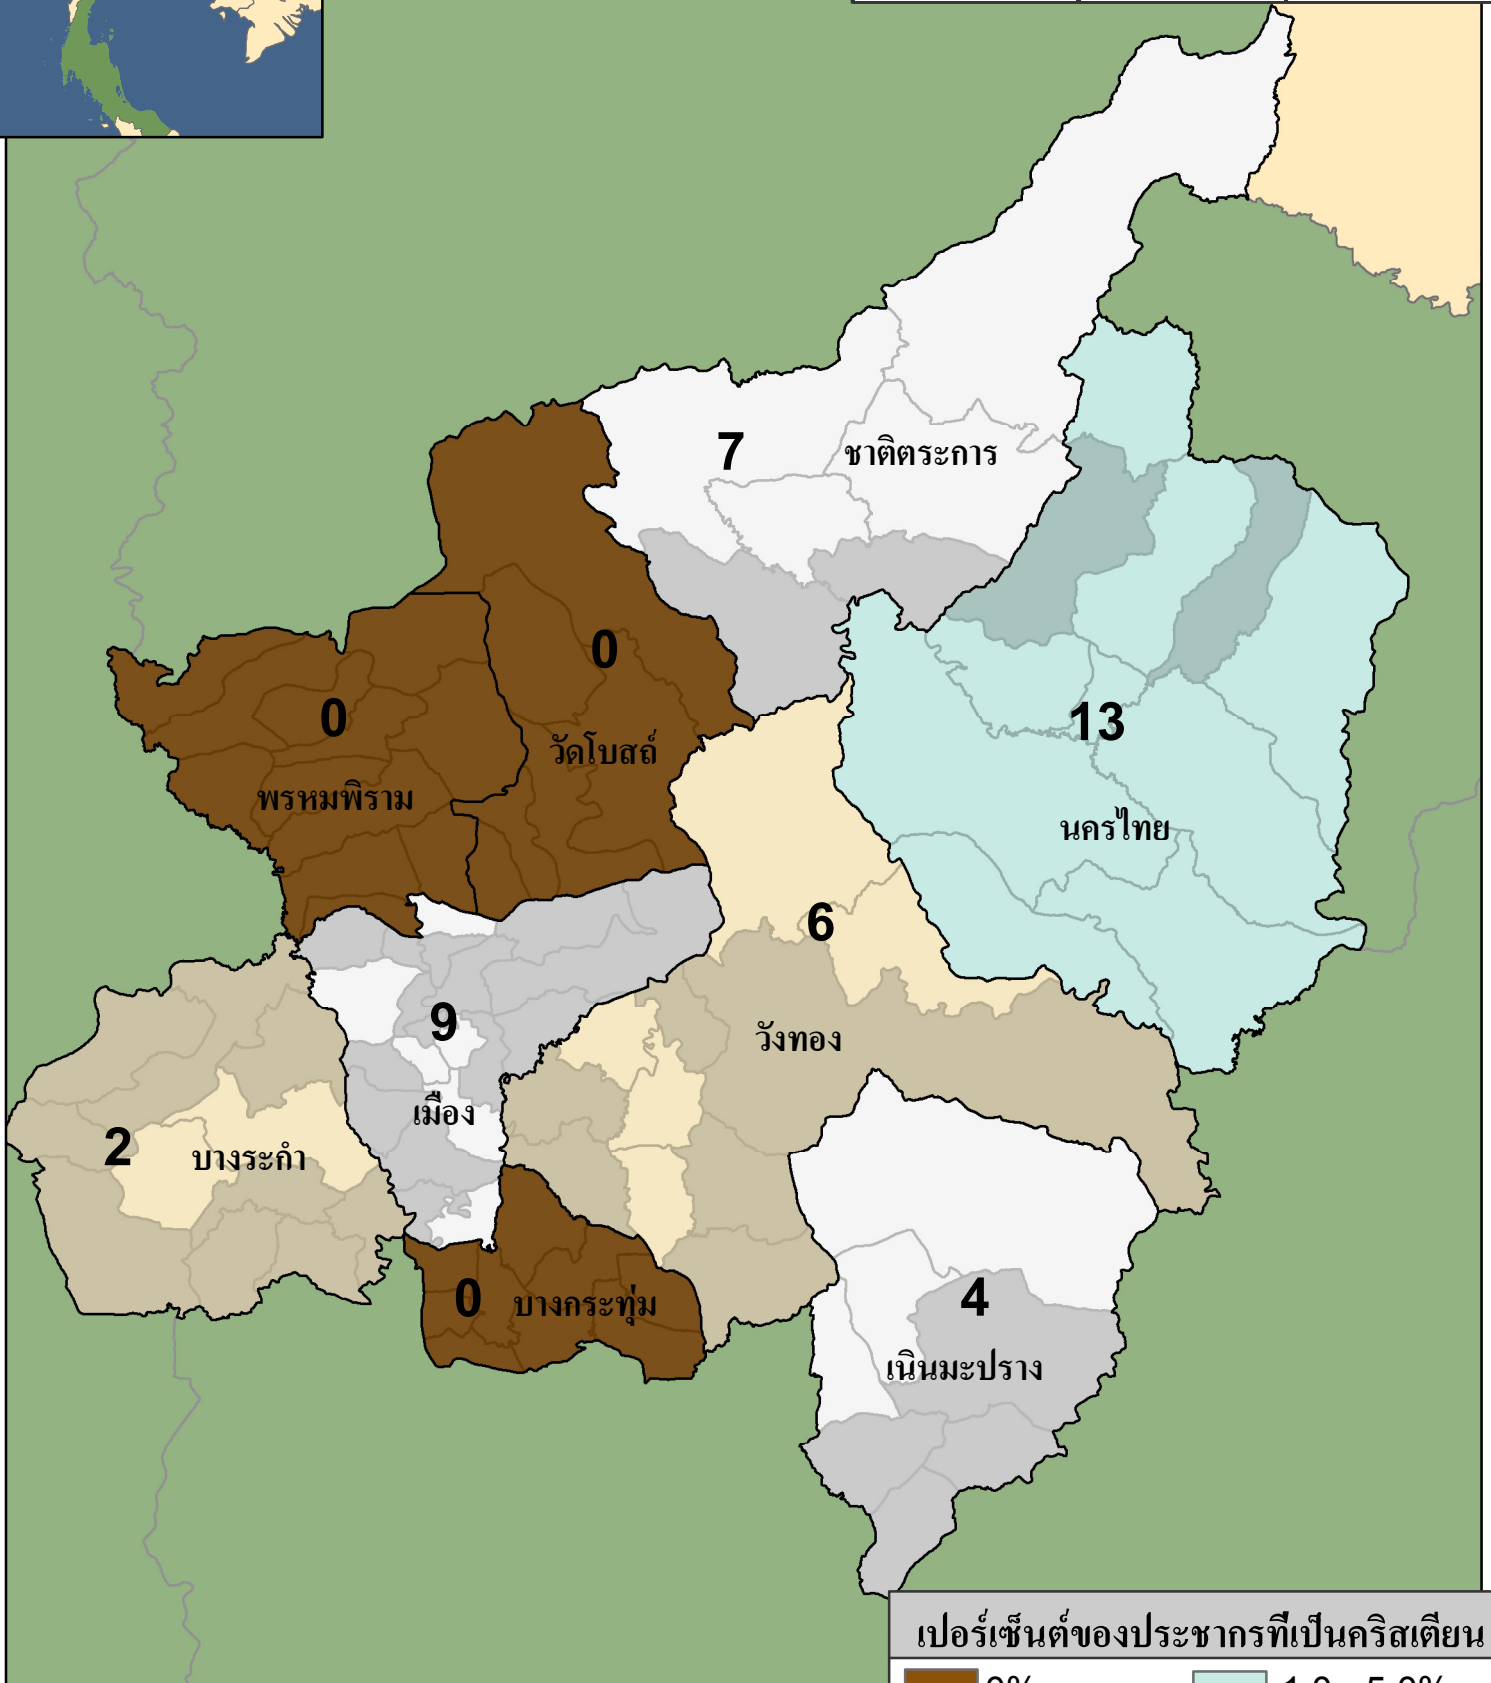 7
ชาติตระการ
0
0
13
วัดโบสถ์
พรหมพิราม
นครไทย
6
9
วังทอง
เมือง
2
บางระกำ
0
บางกระทุ่ม
4
เนินมะปราง
เปอร์เซ็นต์ของประชากรที่เป็นคริสเตียน
0%
1.0 - 5.0%